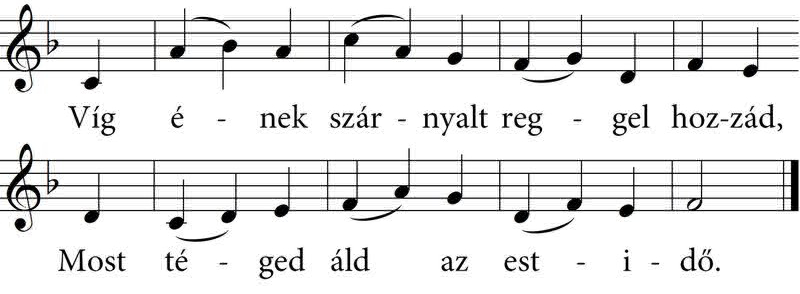 Víg é - nek szár - nyalt reg - gel hoz-zád,
Most té - ged áld az est - i - dő.